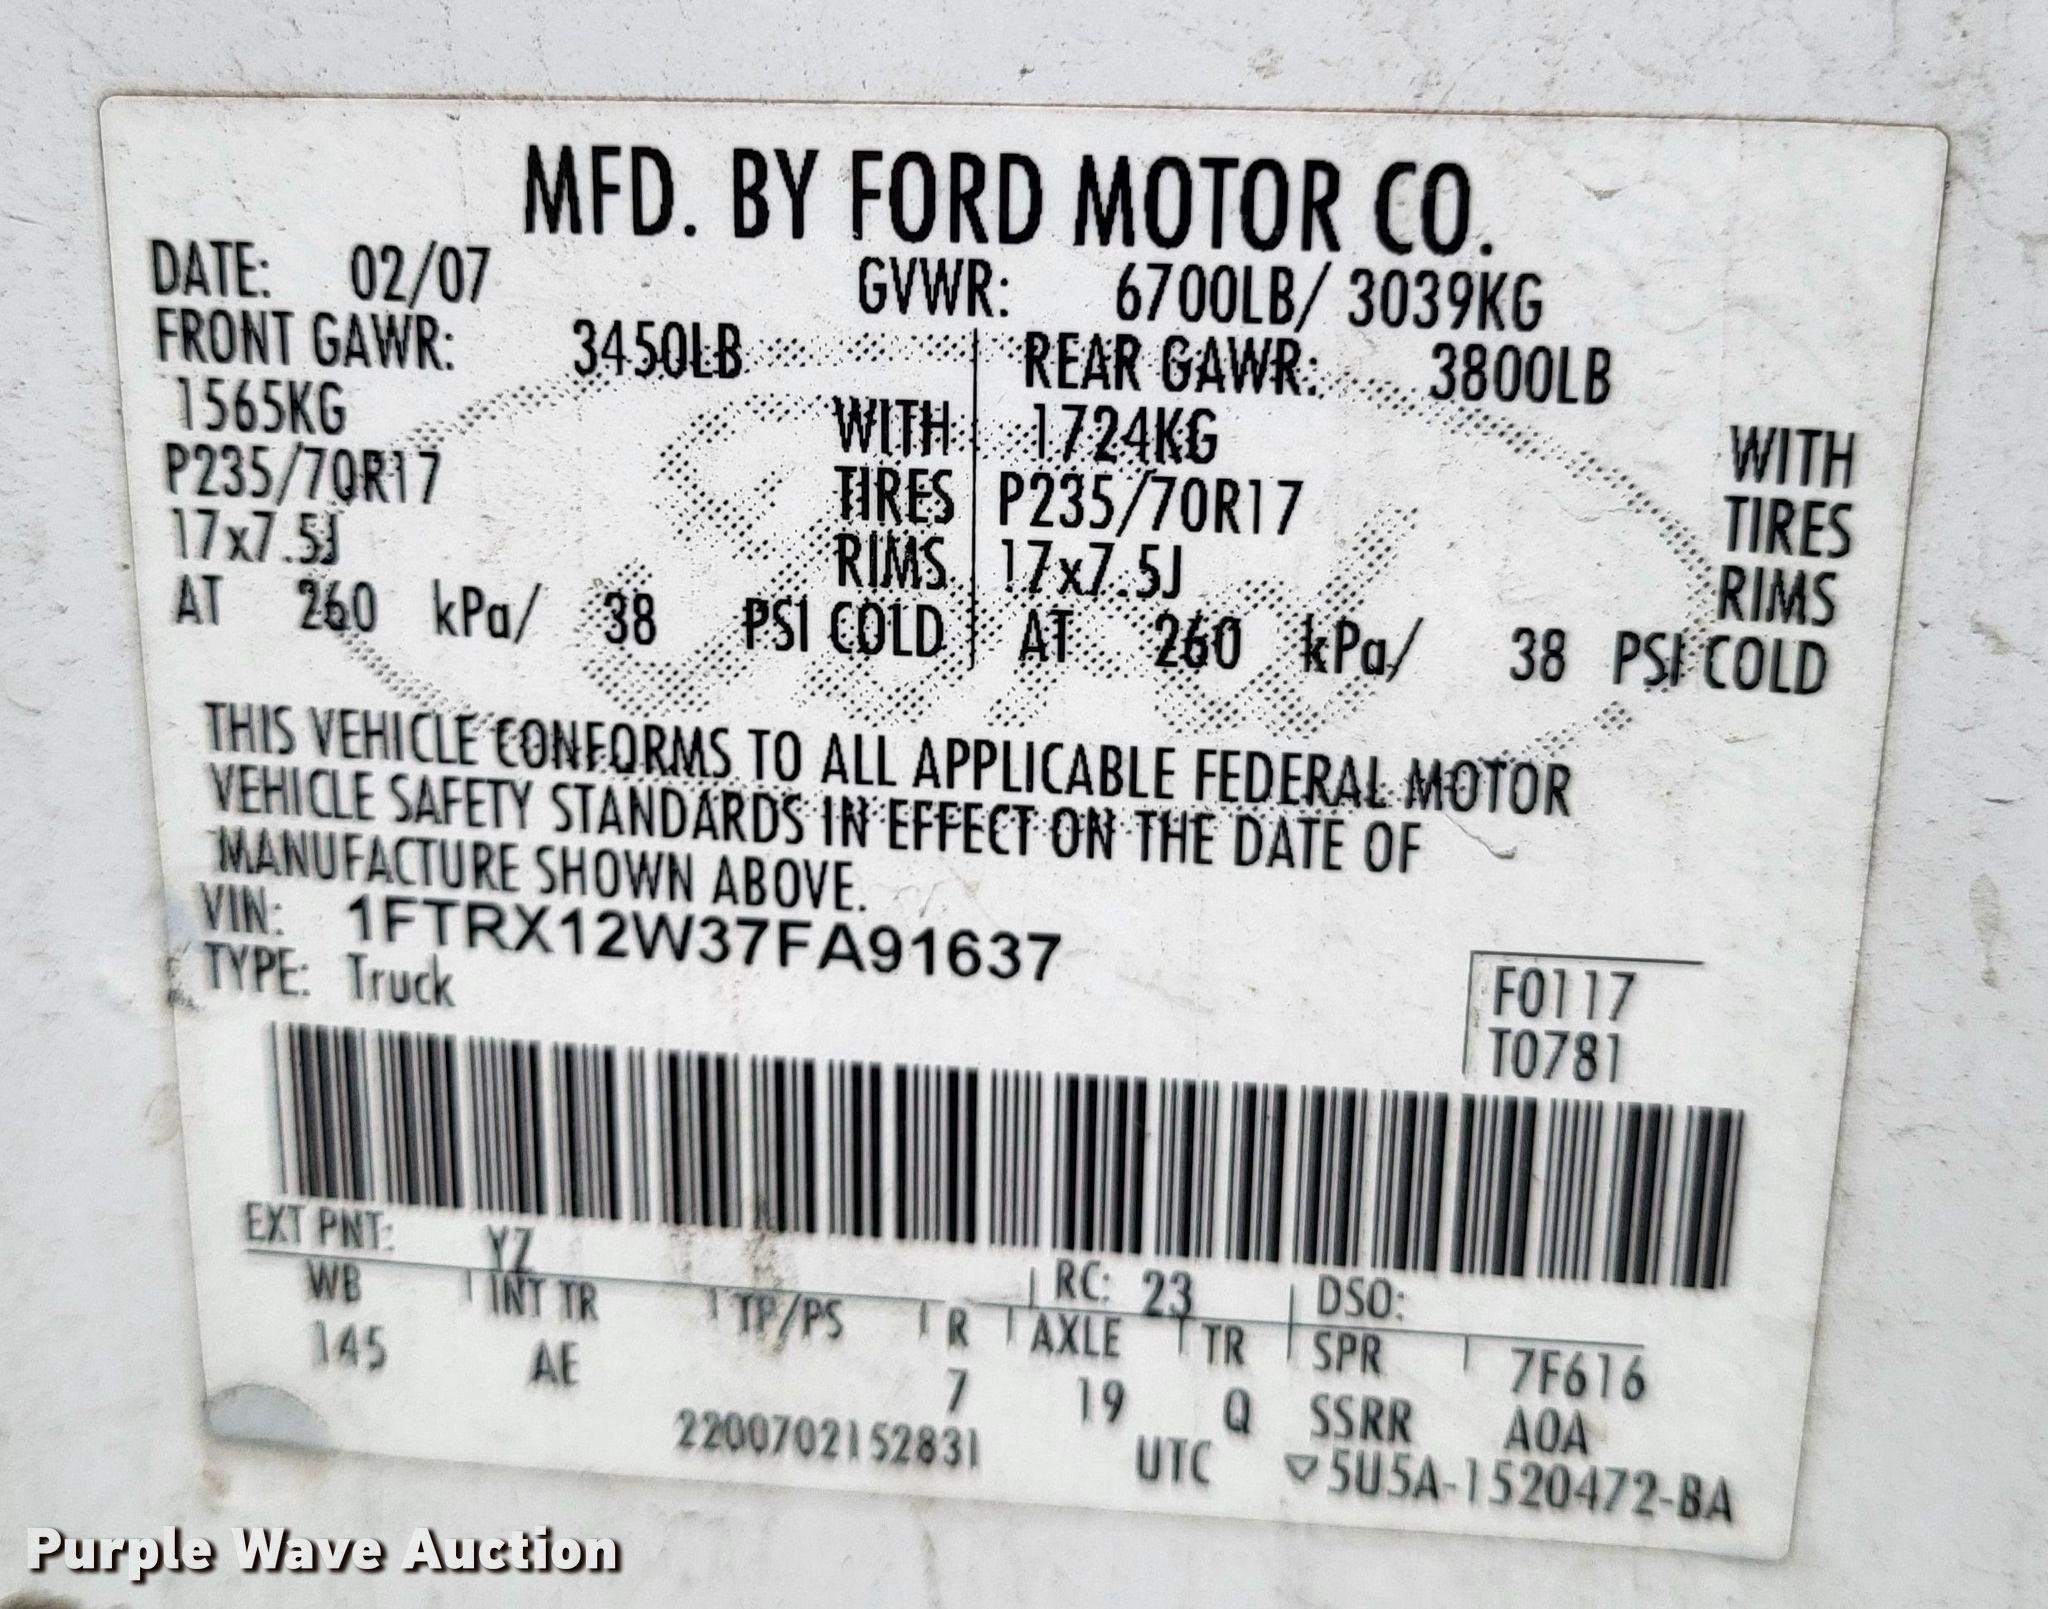 MFD. BY FORD MOTOR CO.
DATE: 02/07 GVWR: 6700LB/ 3039KG
FRONT GAWR: 3450LB REAR GAWR: 3800LB
1565KG WITH 1724KG WITH
P235/70R17 TIRES P235/70R17 TIRES
17x7.5J RIMS 17x7.5J RIMS
AT 260 kPa/ 38 PSI COLD AT 260 kPa/ 38 PSI COLD
THIS VEHICLE CONFORMS TO ALL APPLICABLE FEDERAL MOTOR
VEHICLE SAFETY STANDARDS IN EFFECT ON THE DATE OF
MANUFACTURE SHOWN ABOVE.
VIN: 1FTRX12W37FA91637
TYPE: Truck
F0117
T0781
EXT PNT: YZ RC: 23 DSO:
WB INT TR TP/PS R AXLE TR SPR 7F616
145 AE 7 19 Q SSRR A0A
2200702152831 UTC ▽5U5A-1520472-BA
Purple Wave Auction